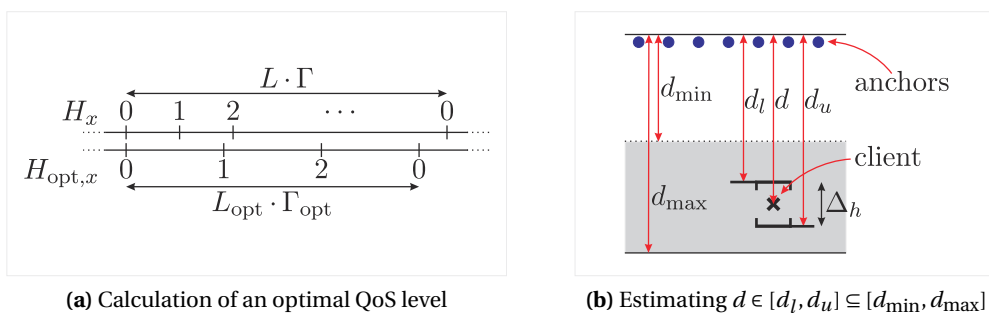 L · Γ
H_x 0 1 2 ··· 0
0 1 2 0
H_opt,x
L_opt · Γ_opt
(a) Calculation of an optimal QoS level
anchors
d_min d_l d d_u
client
d_max Δ_h
(b) Estimating d ∈ [d_l, d_u] ⊆ [d_min, d_max]